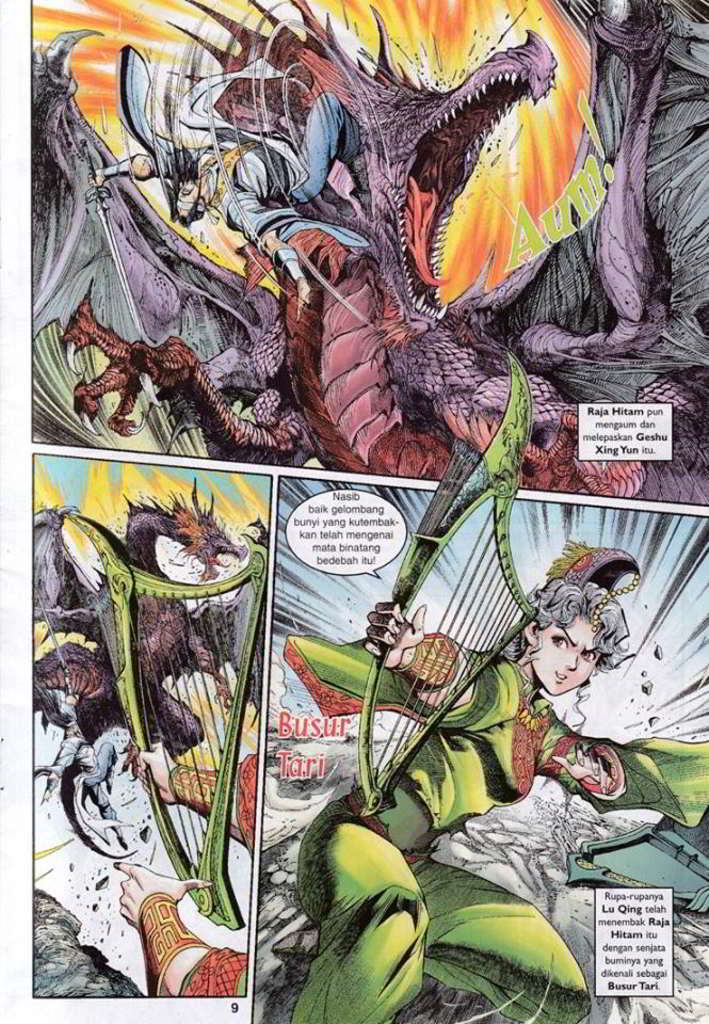 Aum.!
Raja Hitam pun
mengaum dan
melepaskan Geshu
Xing Yun itu.
Nasib
baik gelombang
bunyi yang kutembak-
kan telah mengenai
mata binatang
bedebah itu!
Busur
Tari
Rupa-rupanya
Lu Qing telah
menembak Raja
Hitam itu
dengan senjata
buminya yang
dikenali sebagai
Busur Tari.
9